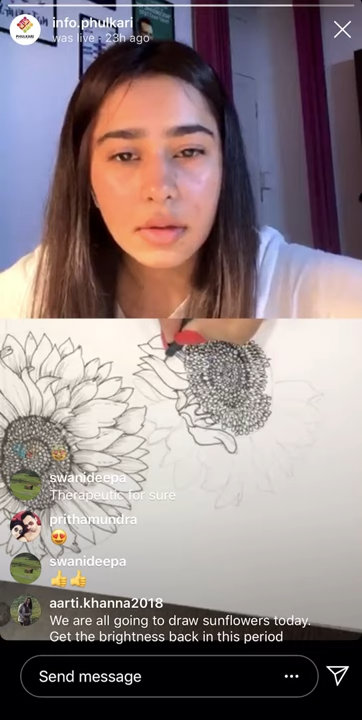 info.phulkari
was live · 23h ago
PHULKARI
swanideepa
Therapeutic for sure
prithamundra
😍
swanideepa
👍👍
aarti.khanna2018
We are all going to draw sunflowers today.
Get the brightness back in this period
Send message